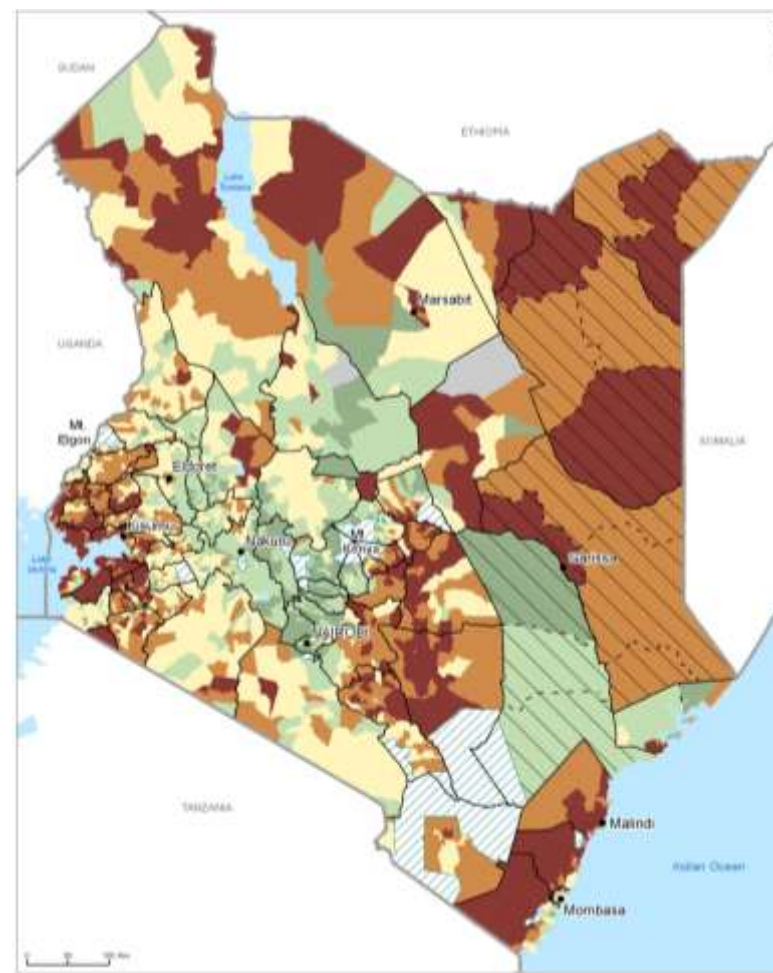 SUDAN
ETHIOPIA
Lake
Turkana
Marsabit
UGANDA
Mt.
Elgon
SOMALIA
Eldoret
Kisumu
Nakuru
Mt.
Kenya
Lake
Victoria
Garissa
NAIROBI
TANZANIA
Malindi
Indian Ocean
Mombasa
0